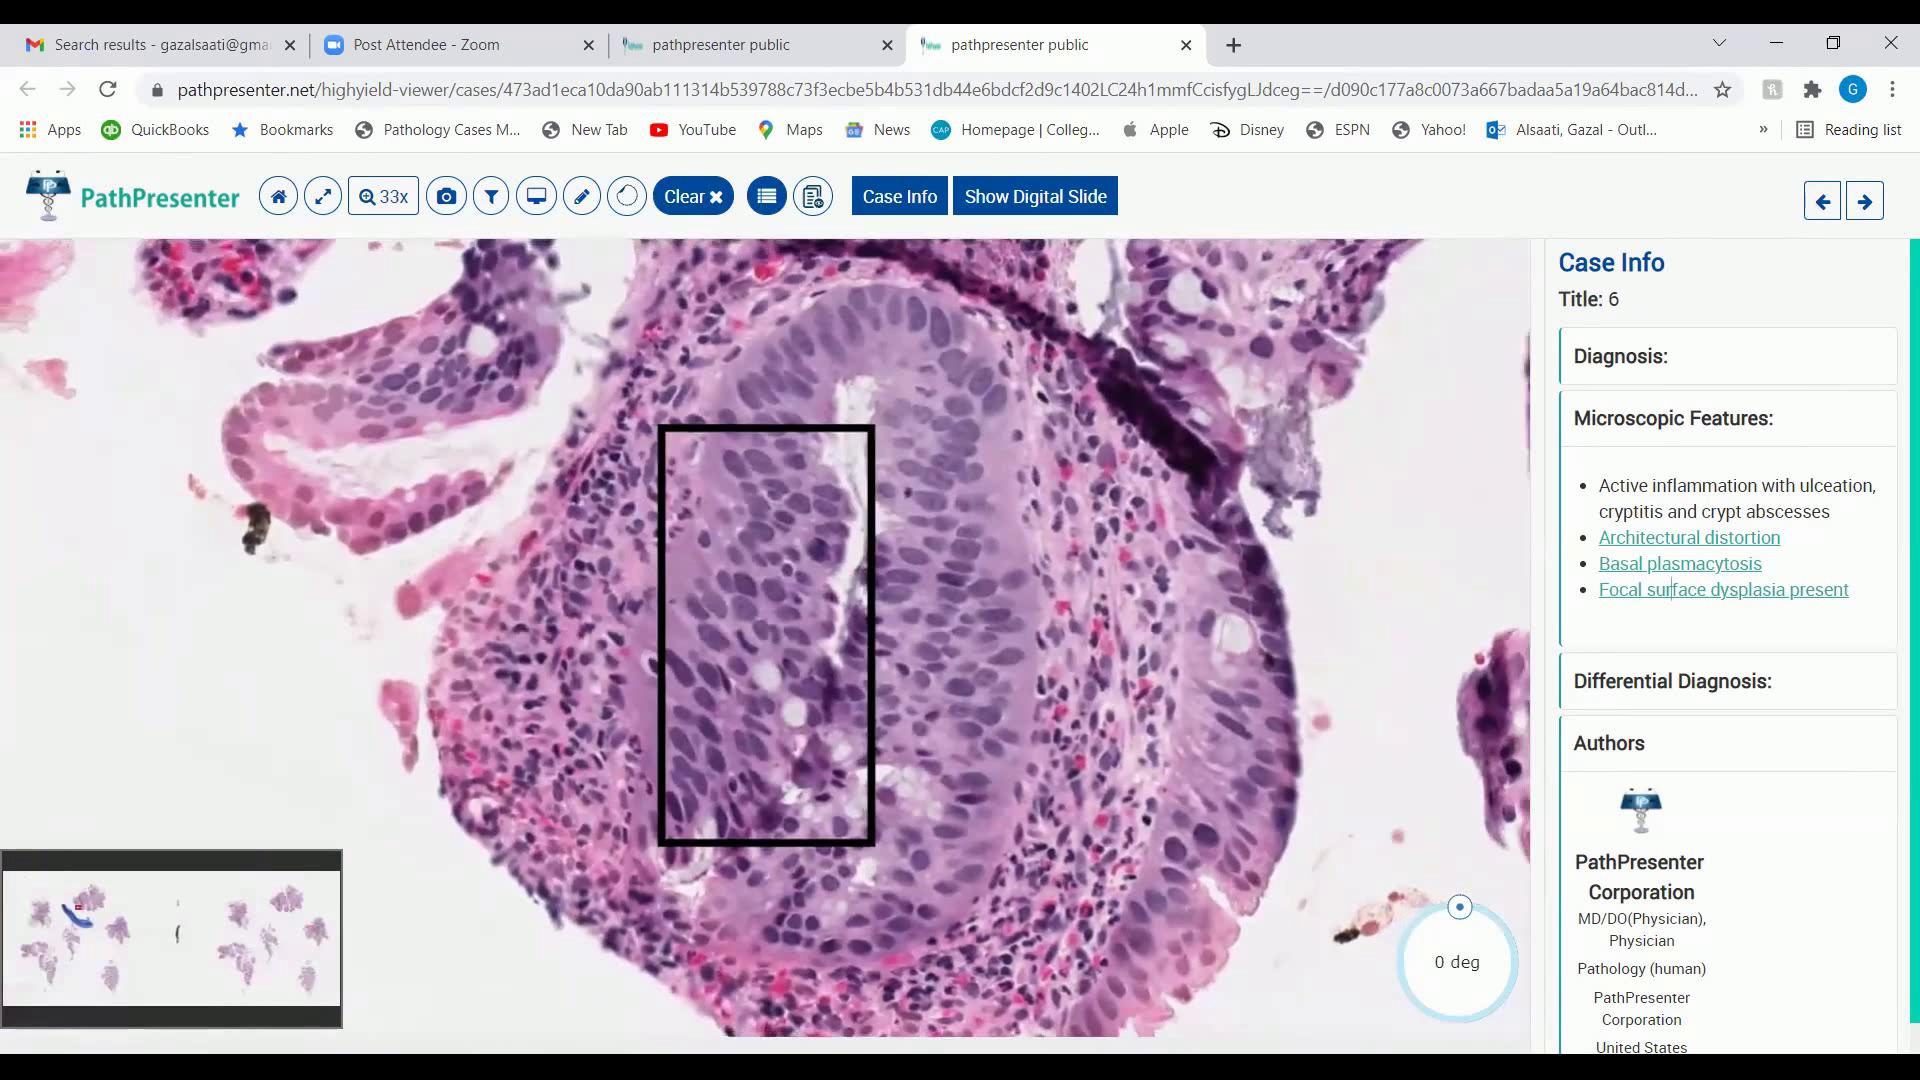 Search results - gazalsaati@gma
Post Attendee - Zoom
pathpresenter public
pathpresenter public
pathpresenter.net/highyield-viewer/cases/473ad1eca10da90ab111314b539788c73f3ecbe5b4b531db44e6bdcf2d9c1402LC24h1mmfCcisfygLJdceg==/d090c177a8c0073a667badaa5a19a64bac814d...
G
Apps
QuickBooks
Bookmarks
Pathology Cases M...
New Tab
YouTube
Maps
News
CAP
Homepage | Colleg...
Apple
Disney
ESPN
Yahoo!
Alsaati, Gazal - Outl...
»
Reading list
PathPresenter
33x
Clear
Case Info
Show Digital Slide
Case Info
Title: 6
Diagnosis:
Microscopic Features:
• Active inflammation with ulceation,
cryptitis and crypt abscesses
• Architectural distortion
• Basal plasmacytosis
• Focal surface dysplasia present
Differential Diagnosis:
Authors
PathPresenter
Corporation
MD/DO(Physician),
Physician
Pathology (human)
PathPresenter
Corporation
United States
0 deg